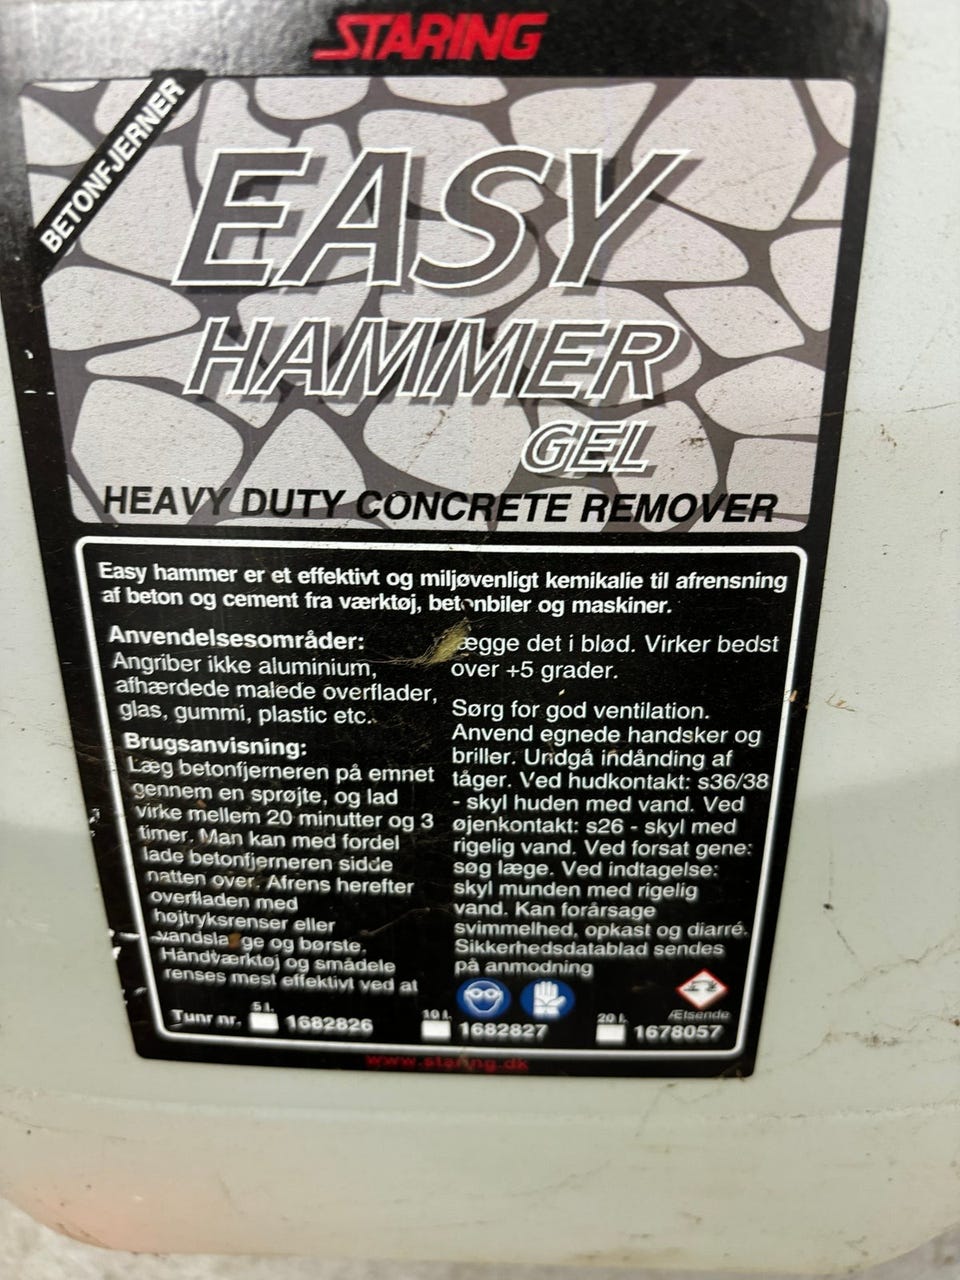 STARING
BETONFJERNER
EASY
HAMMER
GEL
HEAVY DUTY CONCRETE REMOVER
Easy hammer er et effektivt og miljøvenligt kemikalie til afrensning
af beton og cement fra værktøj, betonbiler og maskiner.
Anvendelsesområder:
Angriber ikke aluminium,
afhærdede malede overflader,
glas, gummi, plastic etc..
Brugsanvisning:
Læg betonfjerneren på emnet
gennem en sprøjte, og lad
virke mellem 20 minutter og 3
timer. Man kan med fordel
lade betonfjerneren sidde
natten over. Afrens herefter
overfladen med
højtryksrenser eller
vandslange og børste.
Håndværktøj og smådele
renses mest effektivt ved at
lægge det i blød. Virker bedst
over +5 grader.
Sørg for god ventilation.
Anvend egnede handsker og
briller. Undgå indånding af
tåger. Ved hudkontakt: s36/38
- skyl huden med vand. Ved
øjenkontakt: s26 - skyl med
rigelig vand. Ved forsat gene:
søg læge. Ved indtagelse:
skyl munden med rigelig
vand. Kan forårsage
svimmelhed, opkast og diarré.
Sikkerhedsdatablad sendes
på anmodning
Ætsende
Tunr nr. 5 l. 1682826 10 l. 1682827 20 l. 1678057
www.staring.dk